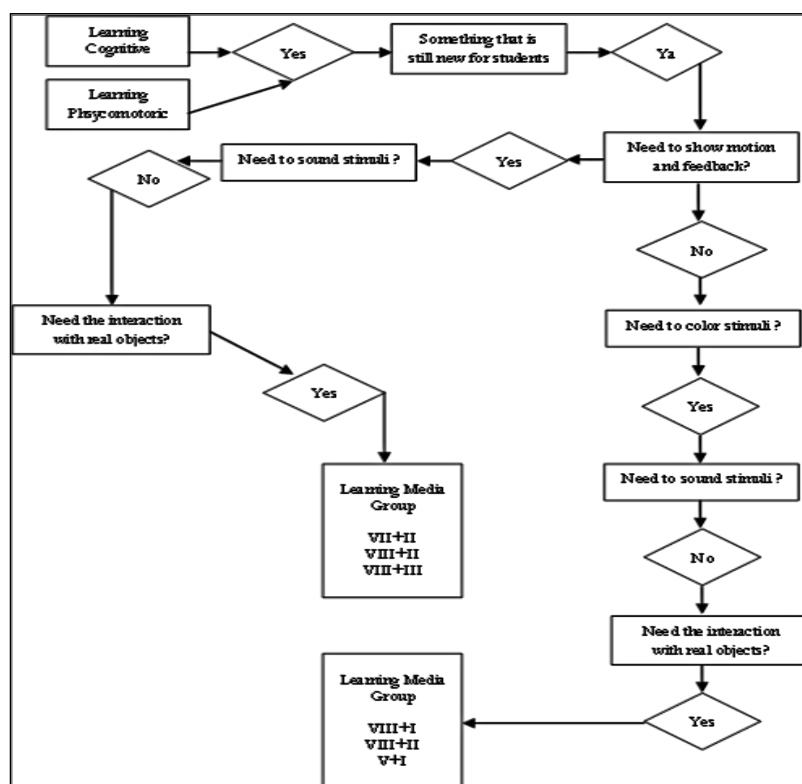 Learning
Cognitive
Yes
Something that is
still new for students
Ya
Learning
Phsycomotoric
Need to show motion
and feedback?
Yes
Need to sound stimuli ?
No
No
Need the interaction
with real objects?
Need to color stimuli ?
Yes
Yes
Learning Media
Group
VII+II
VIII+II
VIII+III
Need to sound stimuli ?
No
Need the interaction
with real objects?
Yes
Learning Media
Group
VIII+I
VIII+II
V+I